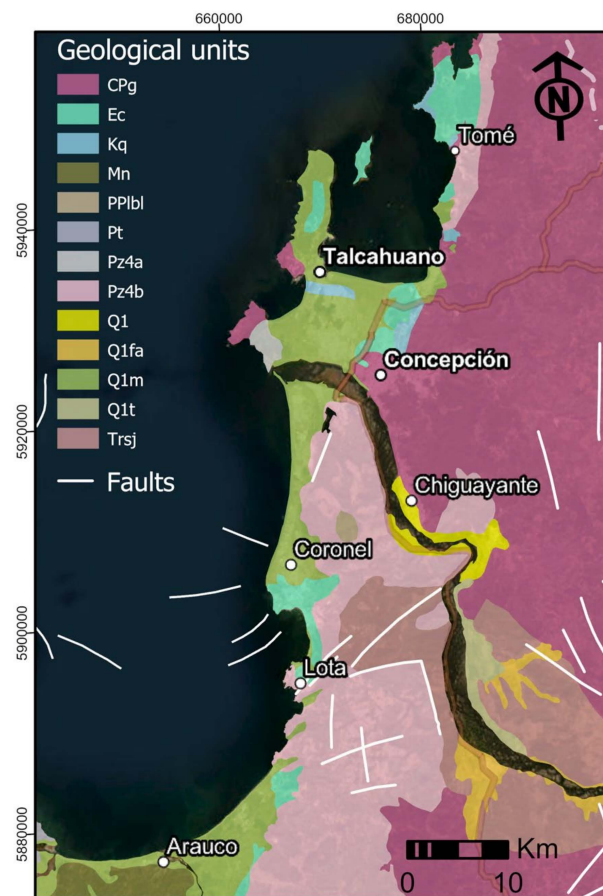 660000 680000
Geological units
CPg
Ec
Kq
Mn
PPlbl
Pt
Pz4a
Pz4b
Q1
Q1fa
Q1m
Q1t
Trsj
Faults
N
Tomé
5940000
Talcahuano
Concepción
5920000
Chiguayante
Coronel
5900000
Lota
5880000
Arauco
Km
0 10